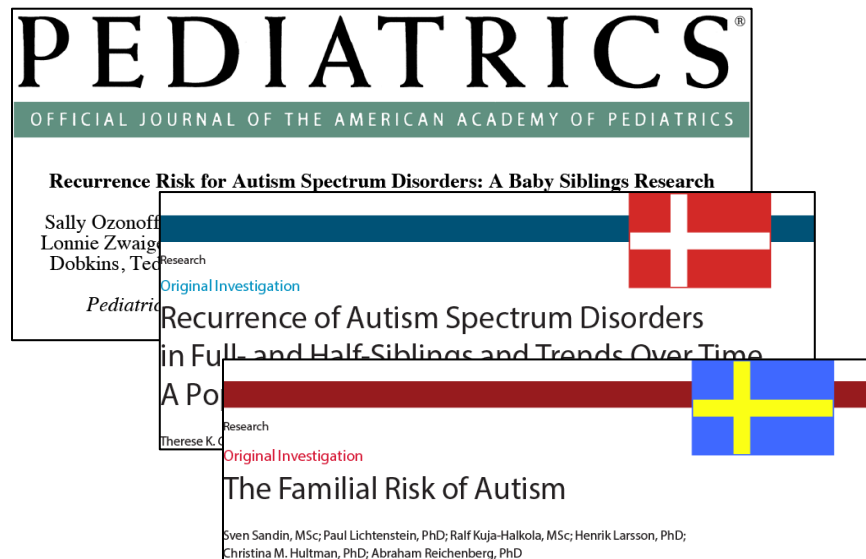 PEDIATRICS®
OFFICIAL JOURNAL OF THE AMERICAN ACADEMY OF PEDIATRICS
Recurrence Risk for Autism Spectrum Disorders: A Baby Siblings Research
Sally Ozonoff
Lonnie
Dobkins, Ted
Research
Original Investigation
Recurrence of Autism Spectrum Disorders
in Full- and Half-Siblings and Trends Over Time
A
Therese K.
Research
Original Investigation
The Familial Risk of Autism
Sven Sandin, MSc; Paul Lichtenstein, PhD; Ralf Kuja-Halkola, MSc; Henrik Larsson, PhD;
Christina M. Hultman, PhD; Abraham Reichenberg, PhD